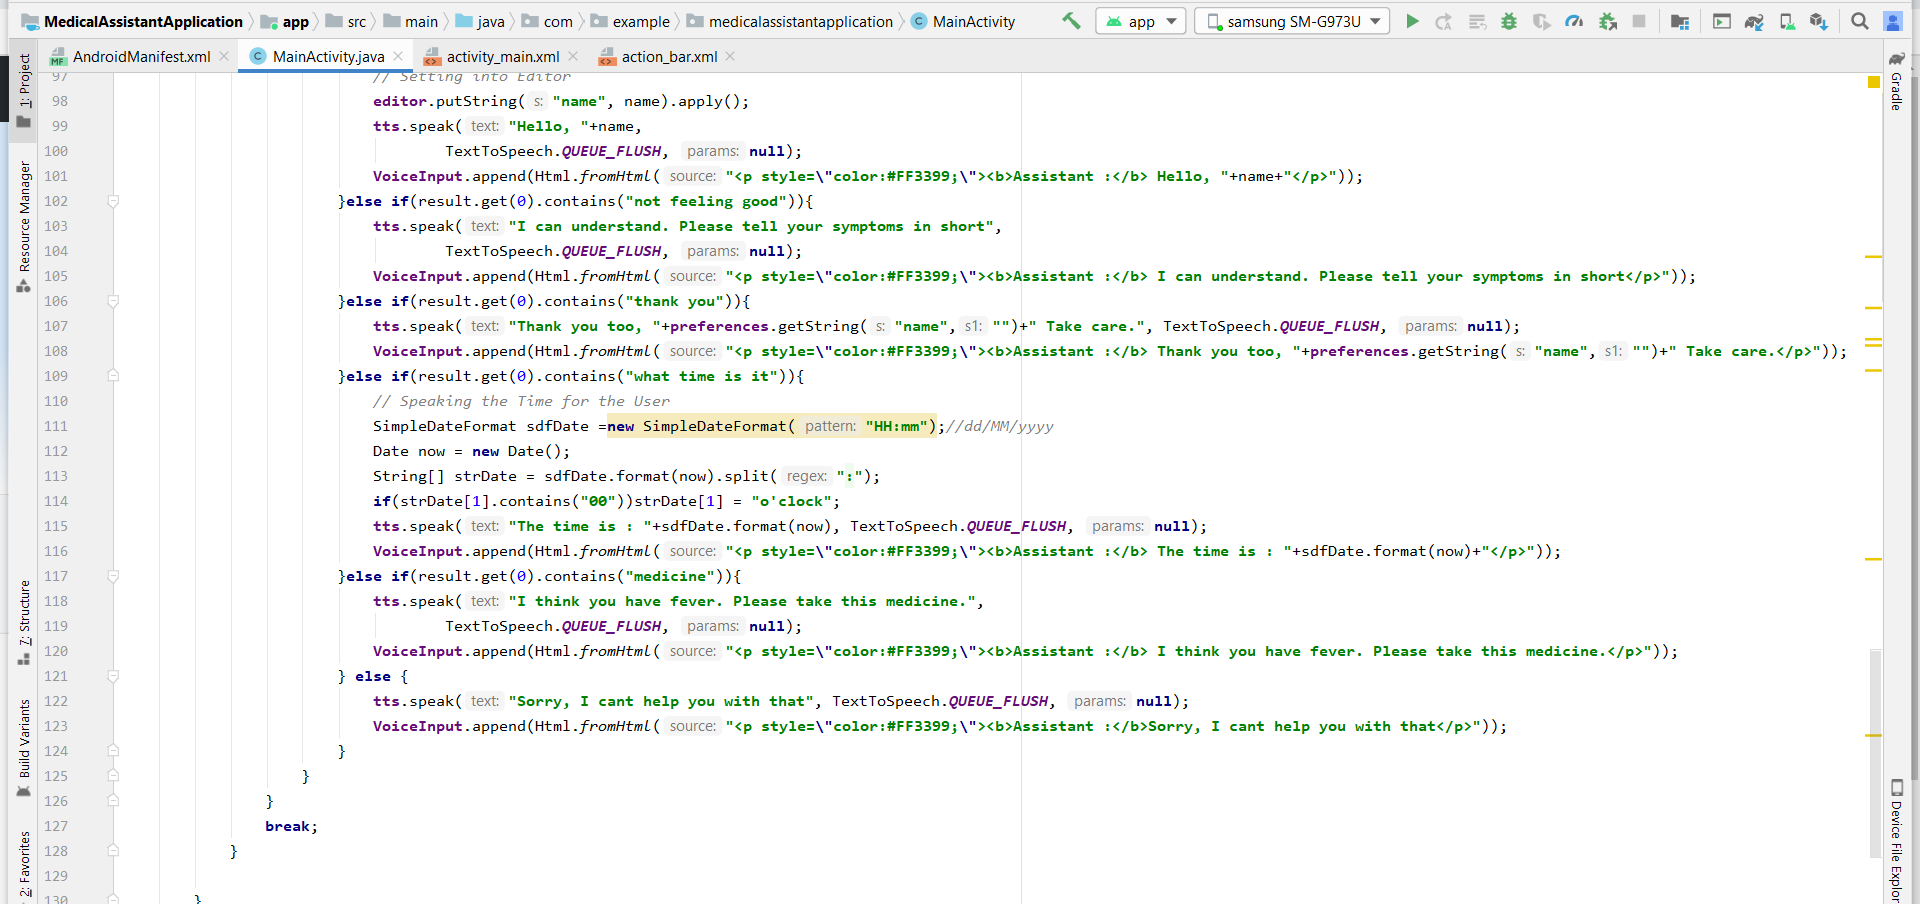 MedicalAssistantApplication app src main java com example medicalassistantapplication C MainActivity app samsung SM-G973U
MF AndroidManifest.xml C MainActivity.java activity_main.xml action_bar.xml
1: Project
Resource Manager
7: Structure
Build Variants
2: Favorites
97 // Setting into Editor
98 editor.putString( s: "name", name).apply();
99 tts.speak( text: "Hello, "+name,
100 TextToSpeech.QUEUE_FLUSH, params: null);
101 VoiceInput.append(Html.fromHtml( source: "<p style=\"color:#FF3399;\"><b>Assistant :</b> Hello, "+name+"</p>"));
102 }else if(result.get(0).contains("not feeling good")){
103 tts.speak( text: "I can understand. Please tell your symptoms in short",
104 TextToSpeech.QUEUE_FLUSH, params: null);
105 VoiceInput.append(Html.fromHtml( source: "<p style=\"color:#FF3399;\"><b>Assistant :</b> I can understand. Please tell your symptoms in short</p>"));
106 }else if(result.get(0).contains("thank you")){
107 tts.speak( text: "Thank you too, "+preferences.getString( s: "name", s1: "")+" Take care.", TextToSpeech.QUEUE_FLUSH, params: null);
108 VoiceInput.append(Html.fromHtml( source: "<p style=\"color:#FF3399;\"><b>Assistant :</b> Thank you too, "+preferences.getString( s: "name", s1: "")+" Take care.</p>"));
109 }else if(result.get(0).contains("what time is it")){
110 // Speaking the Time for the User
111 SimpleDateFormat sdfDate =new SimpleDateFormat( pattern: "HH:mm");//dd/MM/yyyy
112 Date now = new Date();
113 String[] strDate = sdfDate.format(now).split( regex: ":");
114 if(strDate[1].contains("00"))strDate[1] = "o'clock";
115 tts.speak( text: "The time is : "+sdfDate.format(now), TextToSpeech.QUEUE_FLUSH, params: null);
116 VoiceInput.append(Html.fromHtml( source: "<p style=\"color:#FF3399;\"><b>Assistant :</b> The time is : "+sdfDate.format(now)+"</p>"));
117 }else if(result.get(0).contains("medicine")){
118 tts.speak( text: "I think you have fever. Please take this medicine.",
119 TextToSpeech.QUEUE_FLUSH, params: null);
120 VoiceInput.append(Html.fromHtml( source: "<p style=\"color:#FF3399;\"><b>Assistant :</b> I think you have fever. Please take this medicine.</p>"));
121 } else {
122 tts.speak( text: "Sorry, I cant help you with that", TextToSpeech.QUEUE_FLUSH, params: null);
123 VoiceInput.append(Html.fromHtml( source: "<p style=\"color:#FF3399;\"><b>Assistant :</b>Sorry, I cant help you with that</p>"));
124 }
125 }
126 }
127 break;
128 }
129
130 }
Gradle
Device File Explor